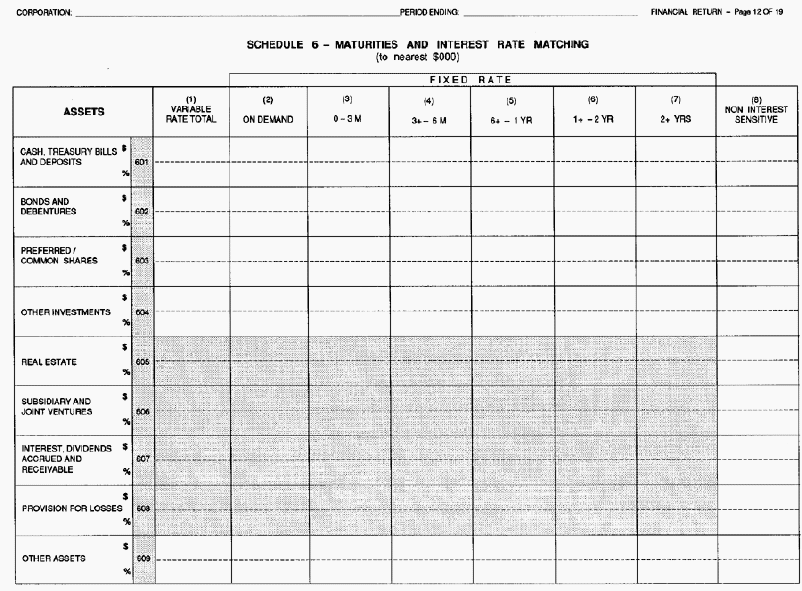 CORPORATION: PERIOD ENDING: FINANCIAL RETURN - Page 12 OF 19
SCHEDULE 6 - MATURITIES AND INTEREST RATE MATCHING
(to nearest $000)
FIXED RATE
ASSETS
(1)
VARIABLE
RATE TOTAL
(2)
ON DEMAND
(3)
0 - 3 M
(4)
3+ - 6 M
(5)
6+ - 1 YR
(6)
1+ - 2 YR
(7)
2+ YRS
(8)
NON INTEREST
SENSITIVE
CASH, TREASURY BILLS $
AND DEPOSITS 601
%
BONDS AND $
DEBENTURES 602
%
PREFERRED / $
COMMON SHARES 603
%
$
OTHER INVESTMENTS 604
%
$
REAL ESTATE 605
%
SUBSIDIARY AND $
JOINT VENTURES 606
%
INTEREST, DIVIDENDS $
ACCRUED AND 607
RECEIVABLE %
$
PROVISION FOR LOSSES 608
%
$
OTHER ASSETS 609
%